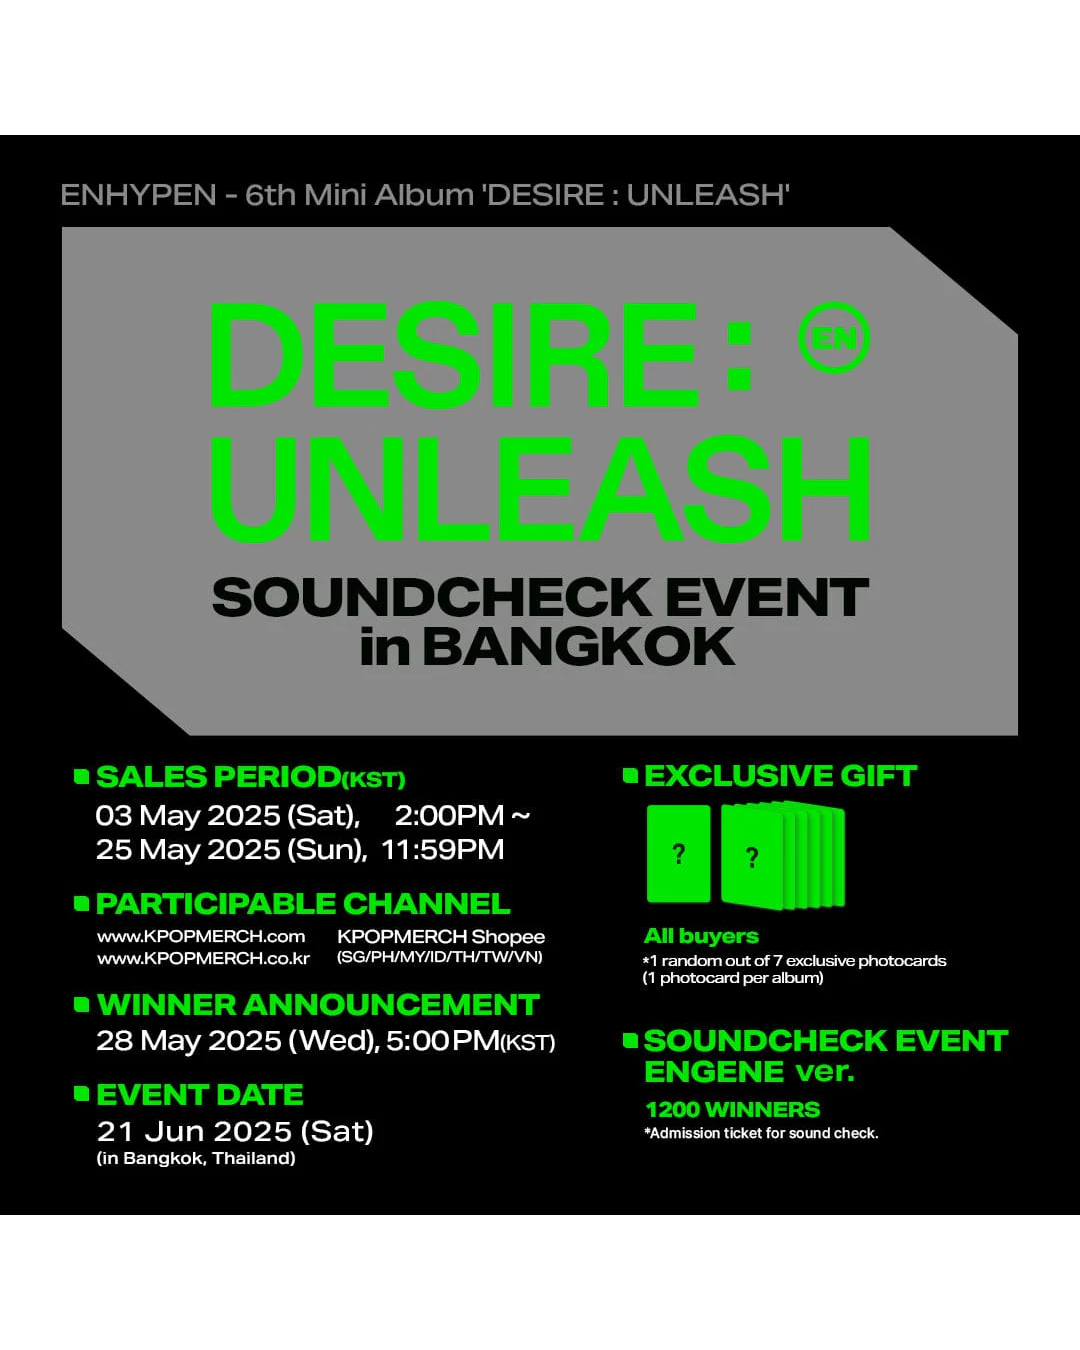 ENHYPEN - 6th Mini Album 'DESIRE : UNLEASH'
DESIRE : EN
UNLEASH
SOUNDCHECK EVENT
in BANGKOK
SALES PERIOD(KST)
03 May 2025 (Sat), 2:00PM ~
25 May 2025 (Sun), 11:59PM
PARTICIPABLE CHANNEL
www.KPOPMERCH.com
www.KPOPMERCH.co.kr
KPOPMERCH Shopee
(SG/PH/MY/ID/TH/TW/VN)
WINNER ANNOUNCEMENT
28 May 2025 (Wed), 5:00PM(KST)
EVENT DATE
21 Jun 2025 (Sat)
(in Bangkok, Thailand)
EXCLUSIVE GIFT
? ?
All buyers
*1 random out of 7 exclusive photocards
(1 photocard per album)
SOUNDCHECK EVENT
ENGENE ver.
1200 WINNERS
*Admission ticket for sound check.